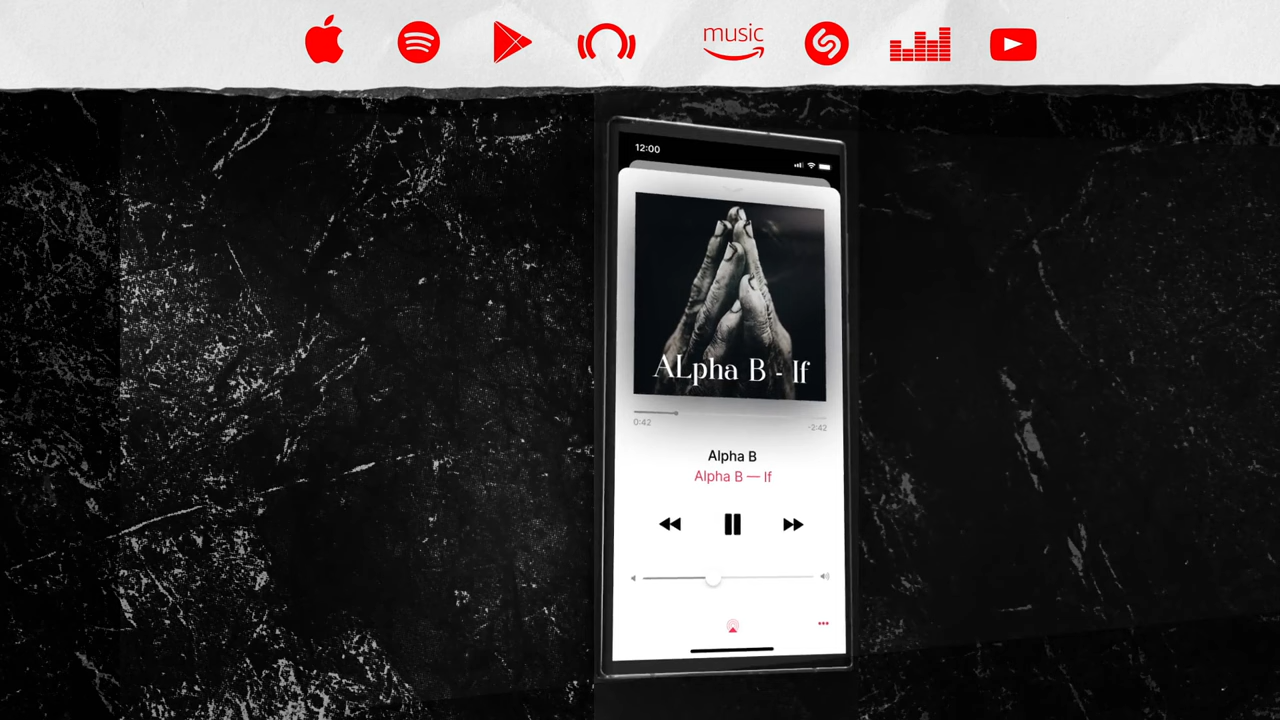 music
12:00
ALpha B - If
0:42
-2:42
Alpha B
Alpha B — If